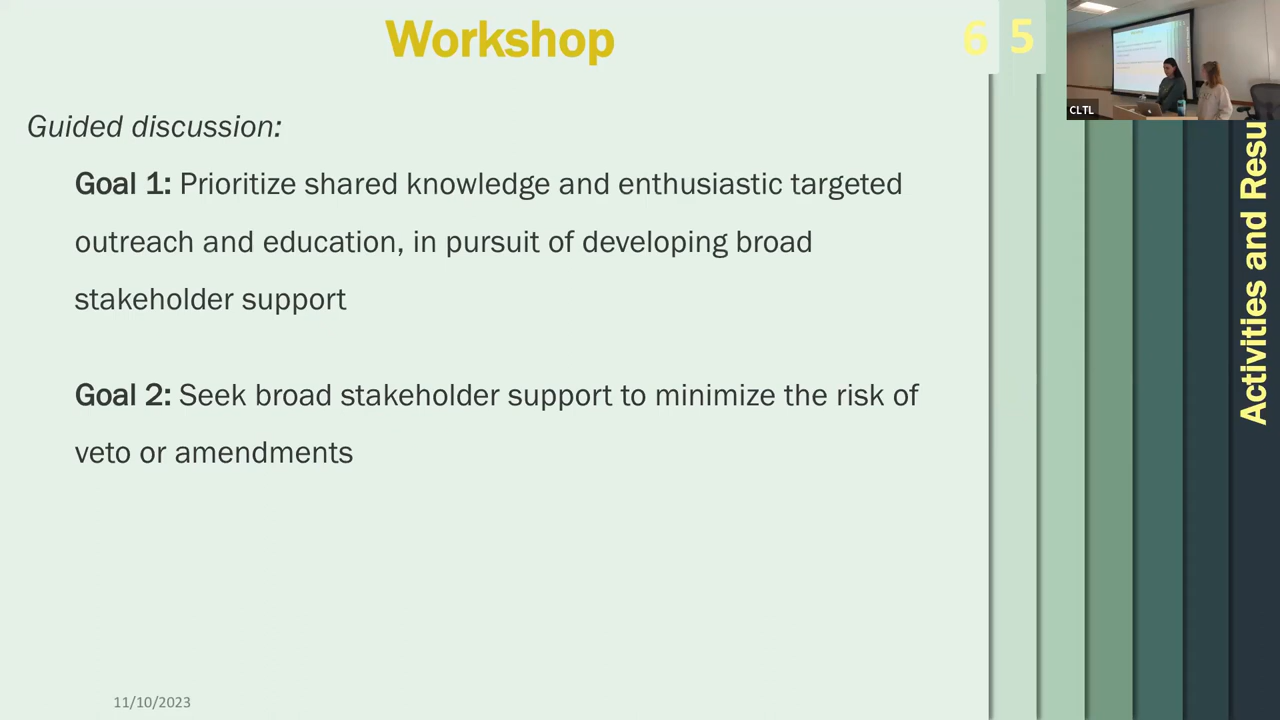 Workshop
6 5
CLTL
Guided discussion:
Goal 1: Prioritize shared knowledge and enthusiastic targeted
outreach and education, in pursuit of developing broad
stakeholder support
Goal 2: Seek broad stakeholder support to minimize the risk of
veto or amendments
Activities and Resu
11/10/2023